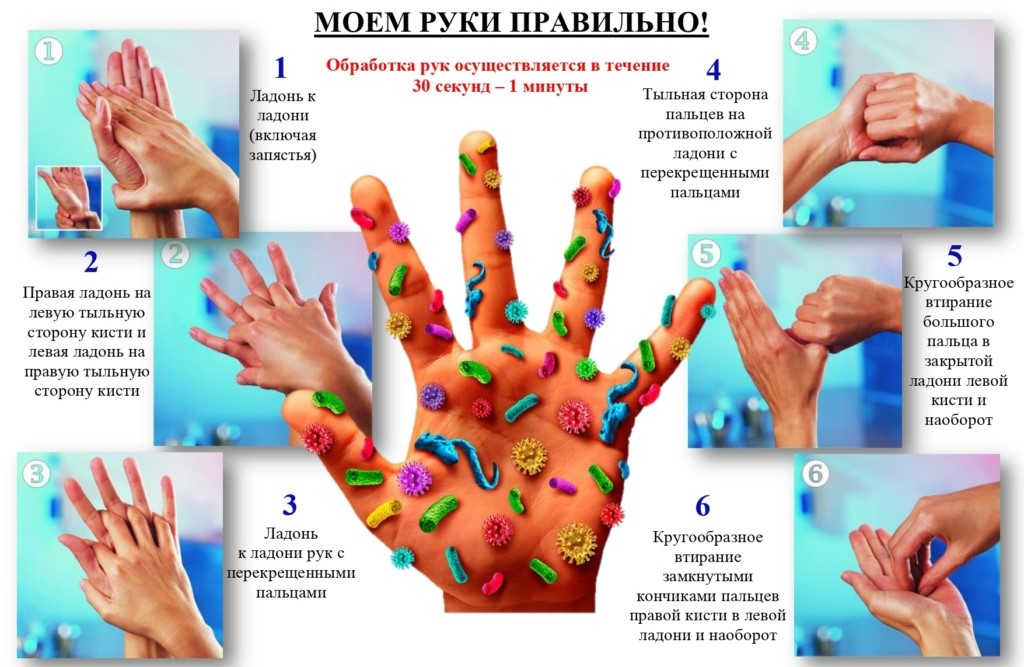 МОЕМ РУКИ ПРАВИЛЬНО!
Обработка рук осуществляется в течение
30 секунд – 1 минуты
1
1
Ладонь к
ладони
(включая
запястья)
2
2
Правая ладонь на
левую тыльную
сторону кисти и
левая ладонь на
правую тыльную
сторону кисти
3
3
Ладонь
к ладони рук с
перекрещенными
пальцами
4
4
Тыльная сторона
пальцев на
противоположной
ладони с
перекрещенными
пальцами
5
5
Кругообразное
втирание
большого
пальца в
закрытой
ладони левой
кисти и
наоборот
6
6
Кругообразное
втирание
замкнутыми
кончиками пальцев
правой кисти в левой
ладони и наоборот